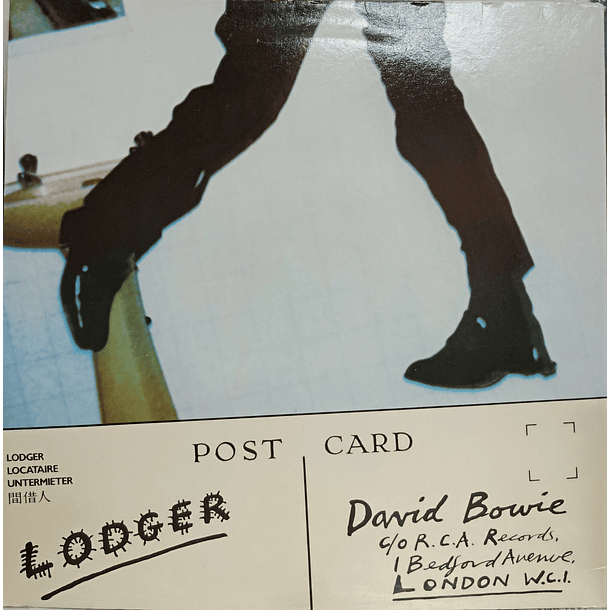 POST CARD
LODGER
LOCATAIRE
UNTERMIETER
間借人
LODGER
David Bowie
c/o R.C.A. Records,
1 Bedford Avenue,
LONDON W.C.1.